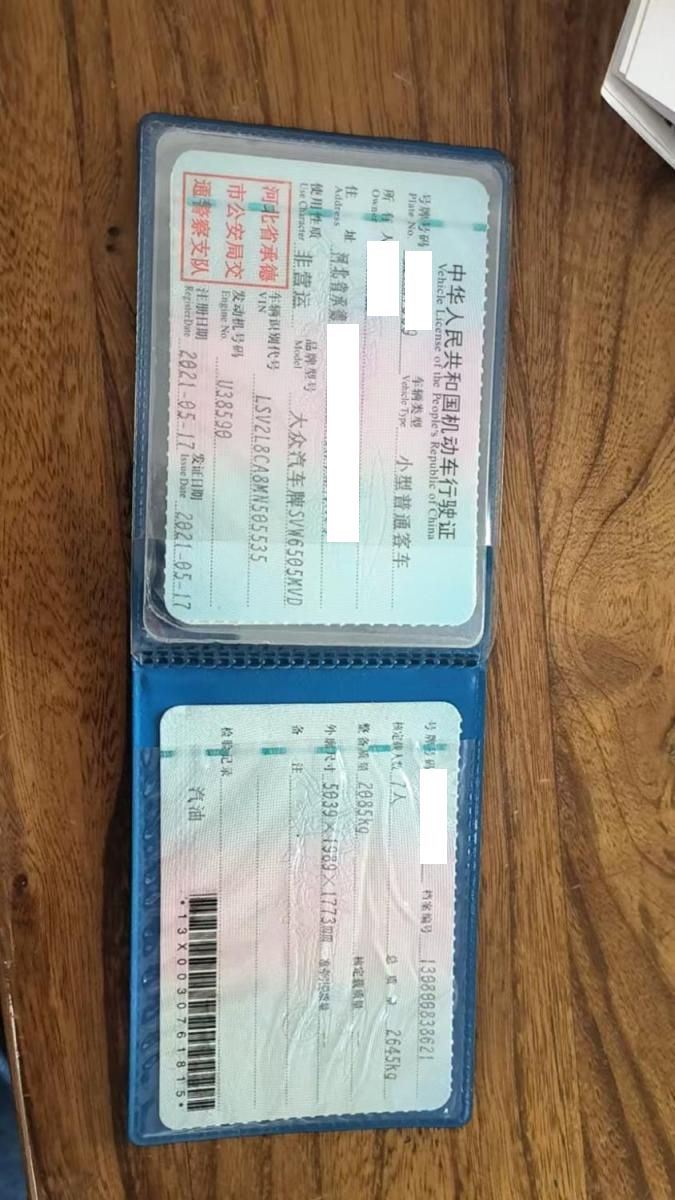 中华人民共和国机动车行驶证
Vehicle License of the People's Republic of China
号牌号码
Plate No.
9
车辆类型
Vehicle Type
小型普通客车
所有人
Owner
住址
Address
河北省承德
使用性质
Use Character
非营运
品牌型号
Model
大众汽车牌SVW6505MVD
河北省承德
市公安局交
通警察支队
车辆识别代号
VIN
LSV2L8CA8MN505535
发动机号码
Engine No.
U38590
注册日期
Register Date
2021-05-17
发证日期
Issue Date
2021-05-17
号牌号码
档案编号
130800838621
核定载人数
7人
总质量
2645kg
整备质量
2085kg
核定载质量
--
外廓尺寸
5039×1989×1773mm
准牵引总质量
--
备注
检验记录
汽油
*13X0030761815*